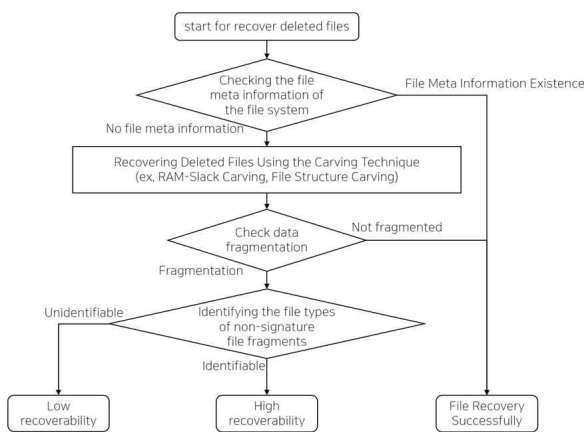 start for recover deleted files
Checking the file
meta information of
the file system
File Meta Information Existence
No file meta information
Recovering Deleted Files Using the Carving Technique
(ex. RAM-Slack Carving, File Structure Carving)
Check data
fragmentation
Not fragmented
Fragmentation
Unidentifiable
Identifying the file types
of non-signature
file fragments
Identifiable
Low
recoverability
High
recoverability
File Recovery
Successfully